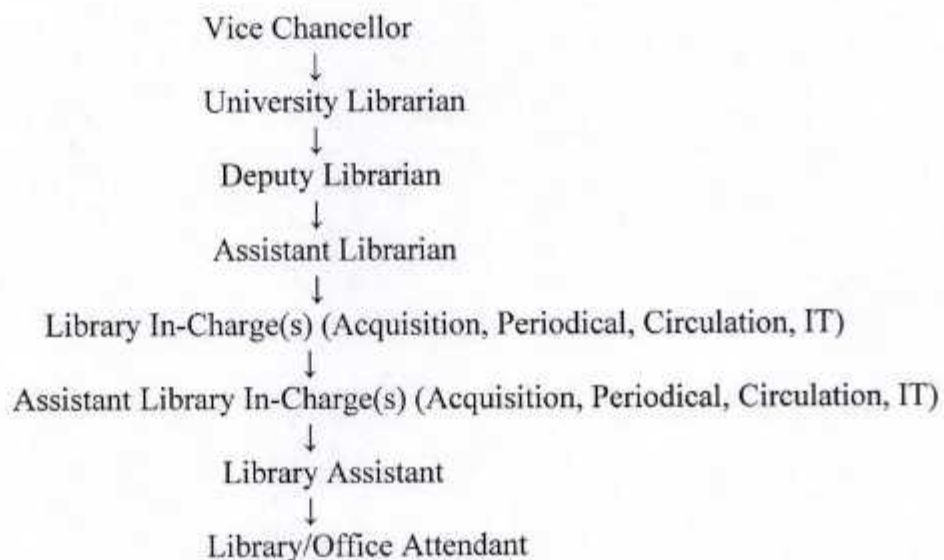 Vice Chancellor
↓
University Librarian
↓
Deputy Librarian
↓
Assistant Librarian
↓
Library In-Charge(s) (Acquisition, Periodical, Circulation, IT)
↓
Assistant Library In-Charge(s) (Acquisition, Periodical, Circulation, IT)
↓
Library Assistant
↓
Library/Office Attendant